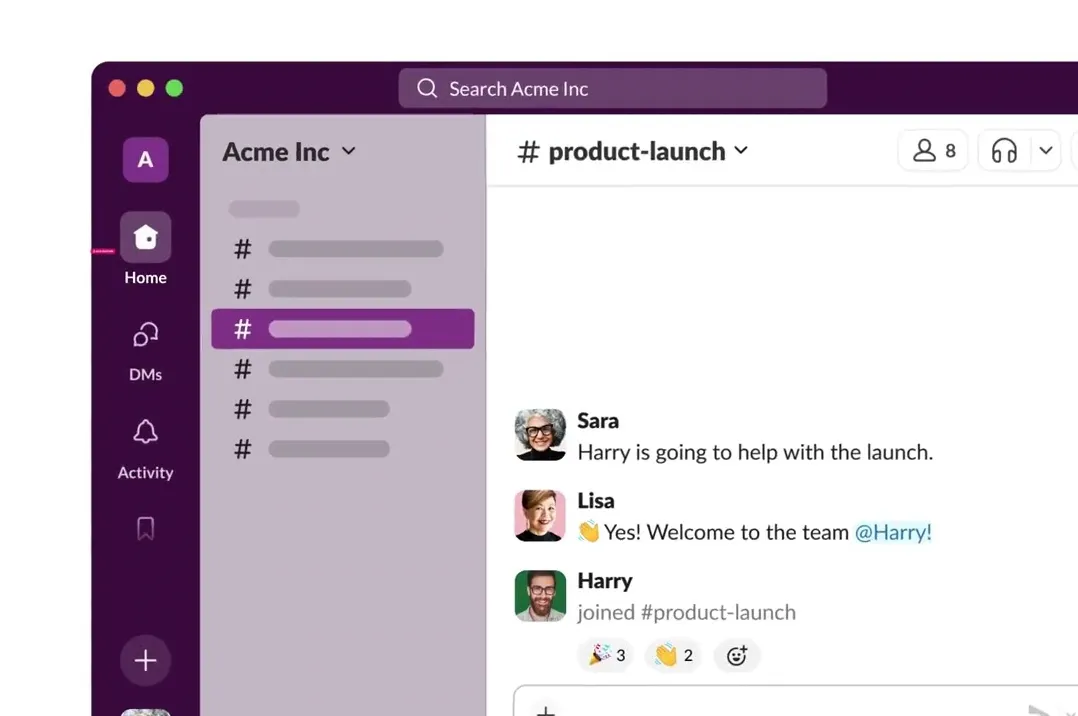 Search Acme Inc
A
Acme Inc
# product-launch
8
Home
#
#
#
DMs
#
#
Activity
#
Sara
Harry is going to help with the launch.
Lisa
👋 Yes! Welcome to the team @Harry!
Harry
joined #product-launch
🎉 3 👋 2